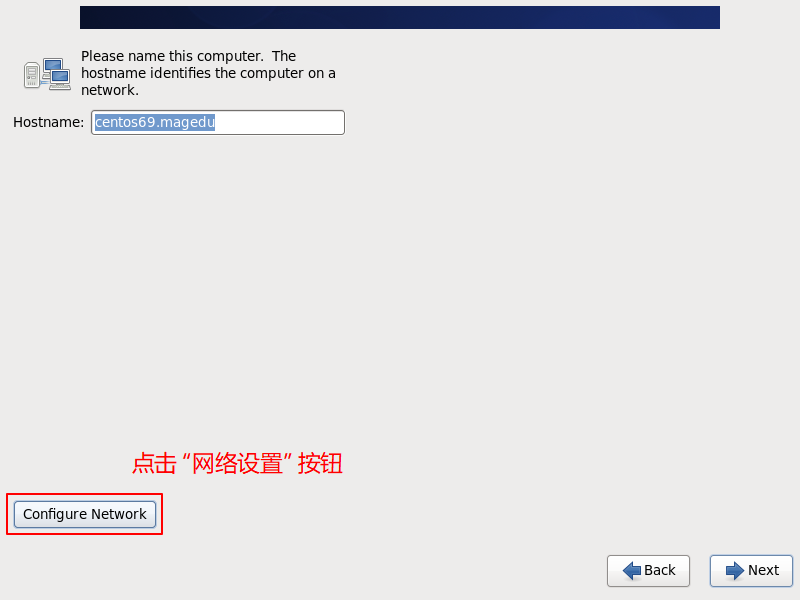 Please name this computer.  The
hostname identifies the computer on a
network.
Hostname: centos69.magedu
点击 “网络设置” 按钮
Configure Network
Back
Next